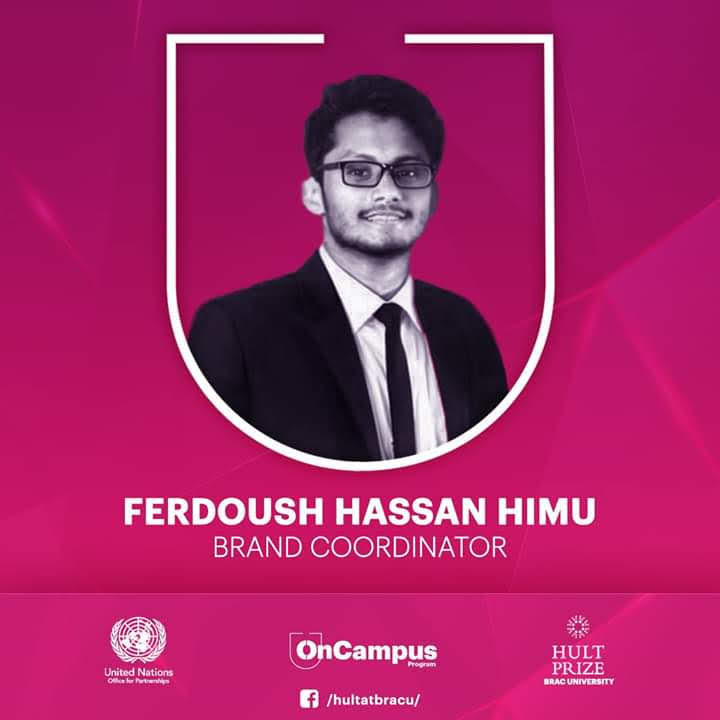 FERDOUSH HASSAN HIMU
BRAND COORDINATOR
United Nations
Office for Partnerships
OnCampus
Program
HULT
PRIZE
BRAC UNIVERSITY
/hultatbracu/